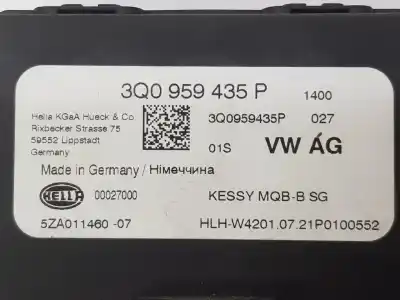 3Q0 959 435 P 1400
Hella KGaA Hueck & Co.
Rixbecker Strasse 75
59552 Lippstadt
Germany
3Q0959435P 027
01S VW AG
Made in Germany / Німеччина
HELLA 00027000 KESSY MQB-B SG
5ZA011460 -07 HLH-W4201.07.21P0100552